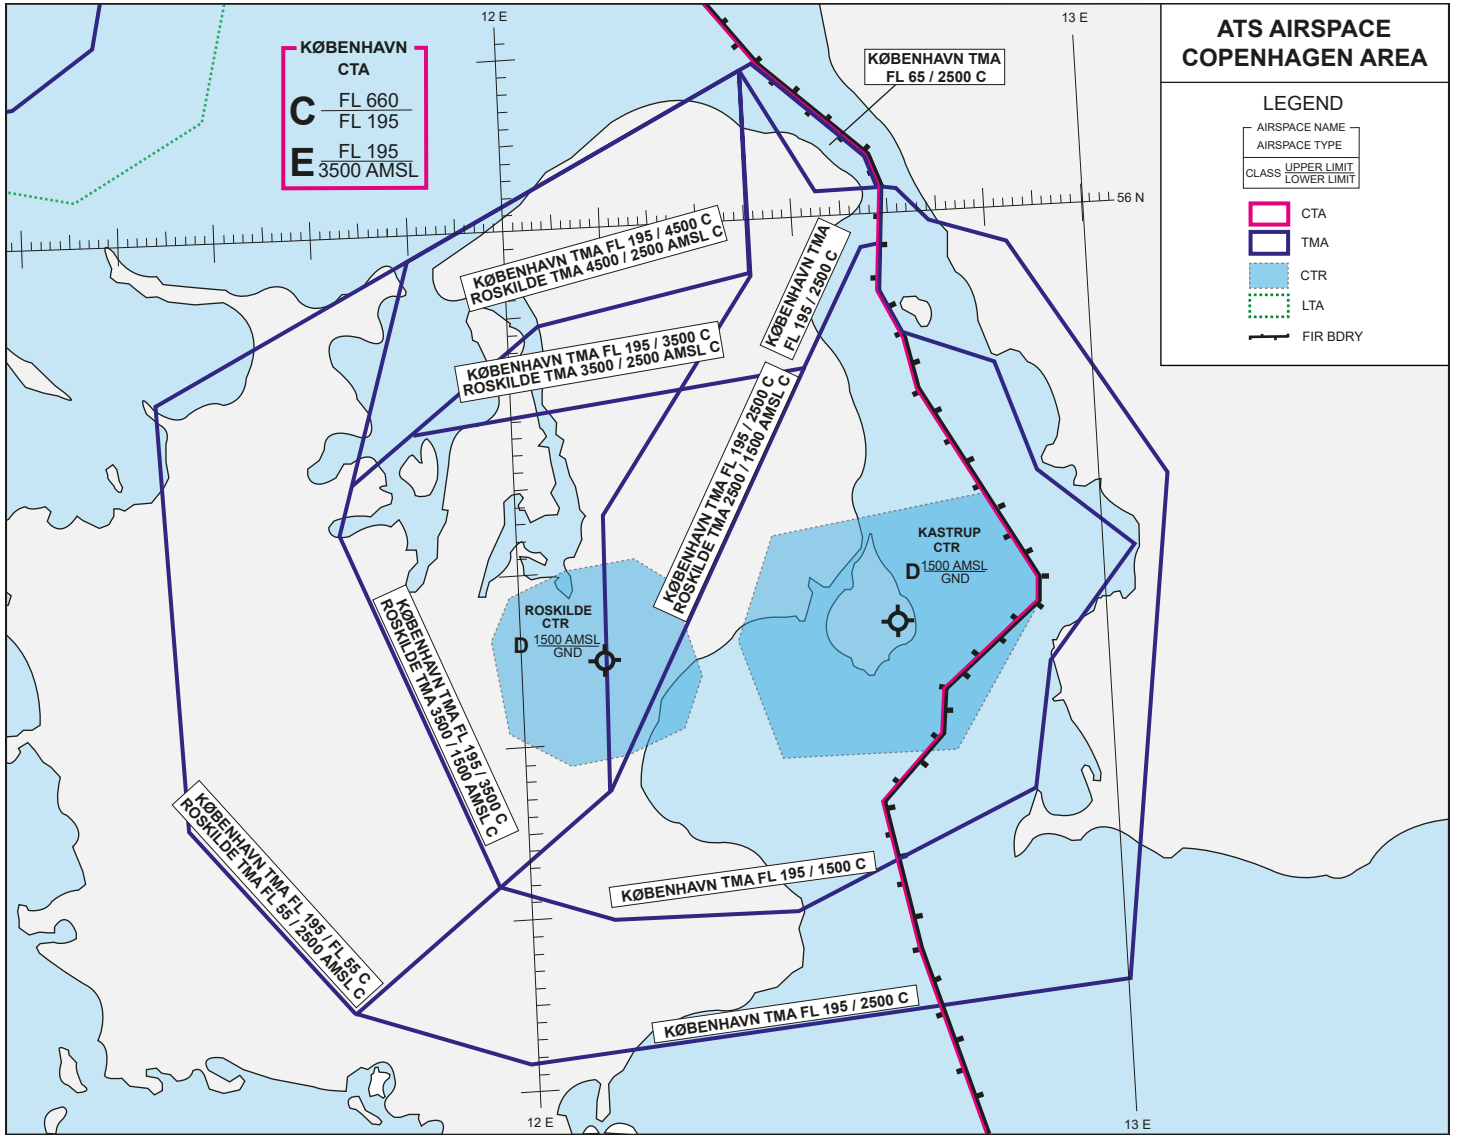 12 E
13 E
ATS AIRSPACE
COPENHAGEN AREA
KØBENHAVN
CTA
C FL 660
FL 195
E FL 195
3500 AMSL
KØBENHAVN TMA
FL 65 / 2500 C
LEGEND
AIRSPACE NAME
AIRSPACE TYPE
CLASS UPPER LIMIT
LOWER LIMIT
CTA
TMA
CTR
LTA
FIR BDRY
56 N
KØBENHAVN TMA FL 195 / 4500 C
ROSKILDE TMA 4500 / 2500 AMSL C
KØBENHAVN TMA
FL 195 / 2500 C
KØBENHAVN TMA FL 195 / 3500 C
ROSKILDE TMA 3500 / 2500 AMSL C
KØBENHAVN TMA FL 195 / 2500 C
ROSKILDE TMA 2500 / 1500 AMSL C
KASTRUP
CTR
D 1500 AMSL
GND
ROSKILDE
CTR
D 1500 AMSL
GND
KØBENHAVN TMA FL 195 / 3500 C
ROSKILDE TMA 3500 / 1500 AMSL C
KØBENHAVN TMA FL 195 / FL 55 C
ROSKILDE TMA FL 55 / 2500 AMSL C
KØBENHAVN TMA FL 195 / 1500 C
KØBENHAVN TMA FL 195 / 2500 C
12 E
13 E